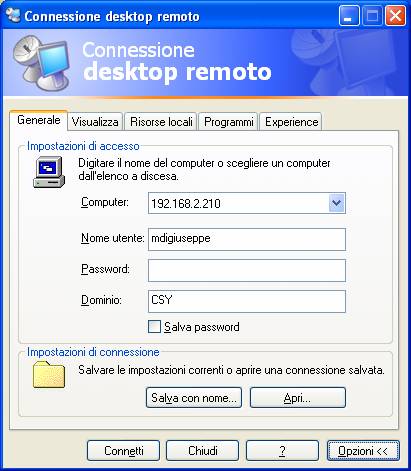 Connessione desktop remoto
Connessione
desktop remoto
Generale Visualizza Risorse locali Programmi Experience
Impostazioni di accesso
Digitare il nome del computer o scegliere un computer
dall'elenco a discesa.
Computer: 192.168.2.210
Nome utente: mdigiuseppe
Password:
Dominio: CSY
Salva password
Impostazioni di connessione
Salvare le impostazioni correnti o aprire una connessione salvata.
Salva con nome... Apri...
Connetti Chiudi ? Opzioni <<